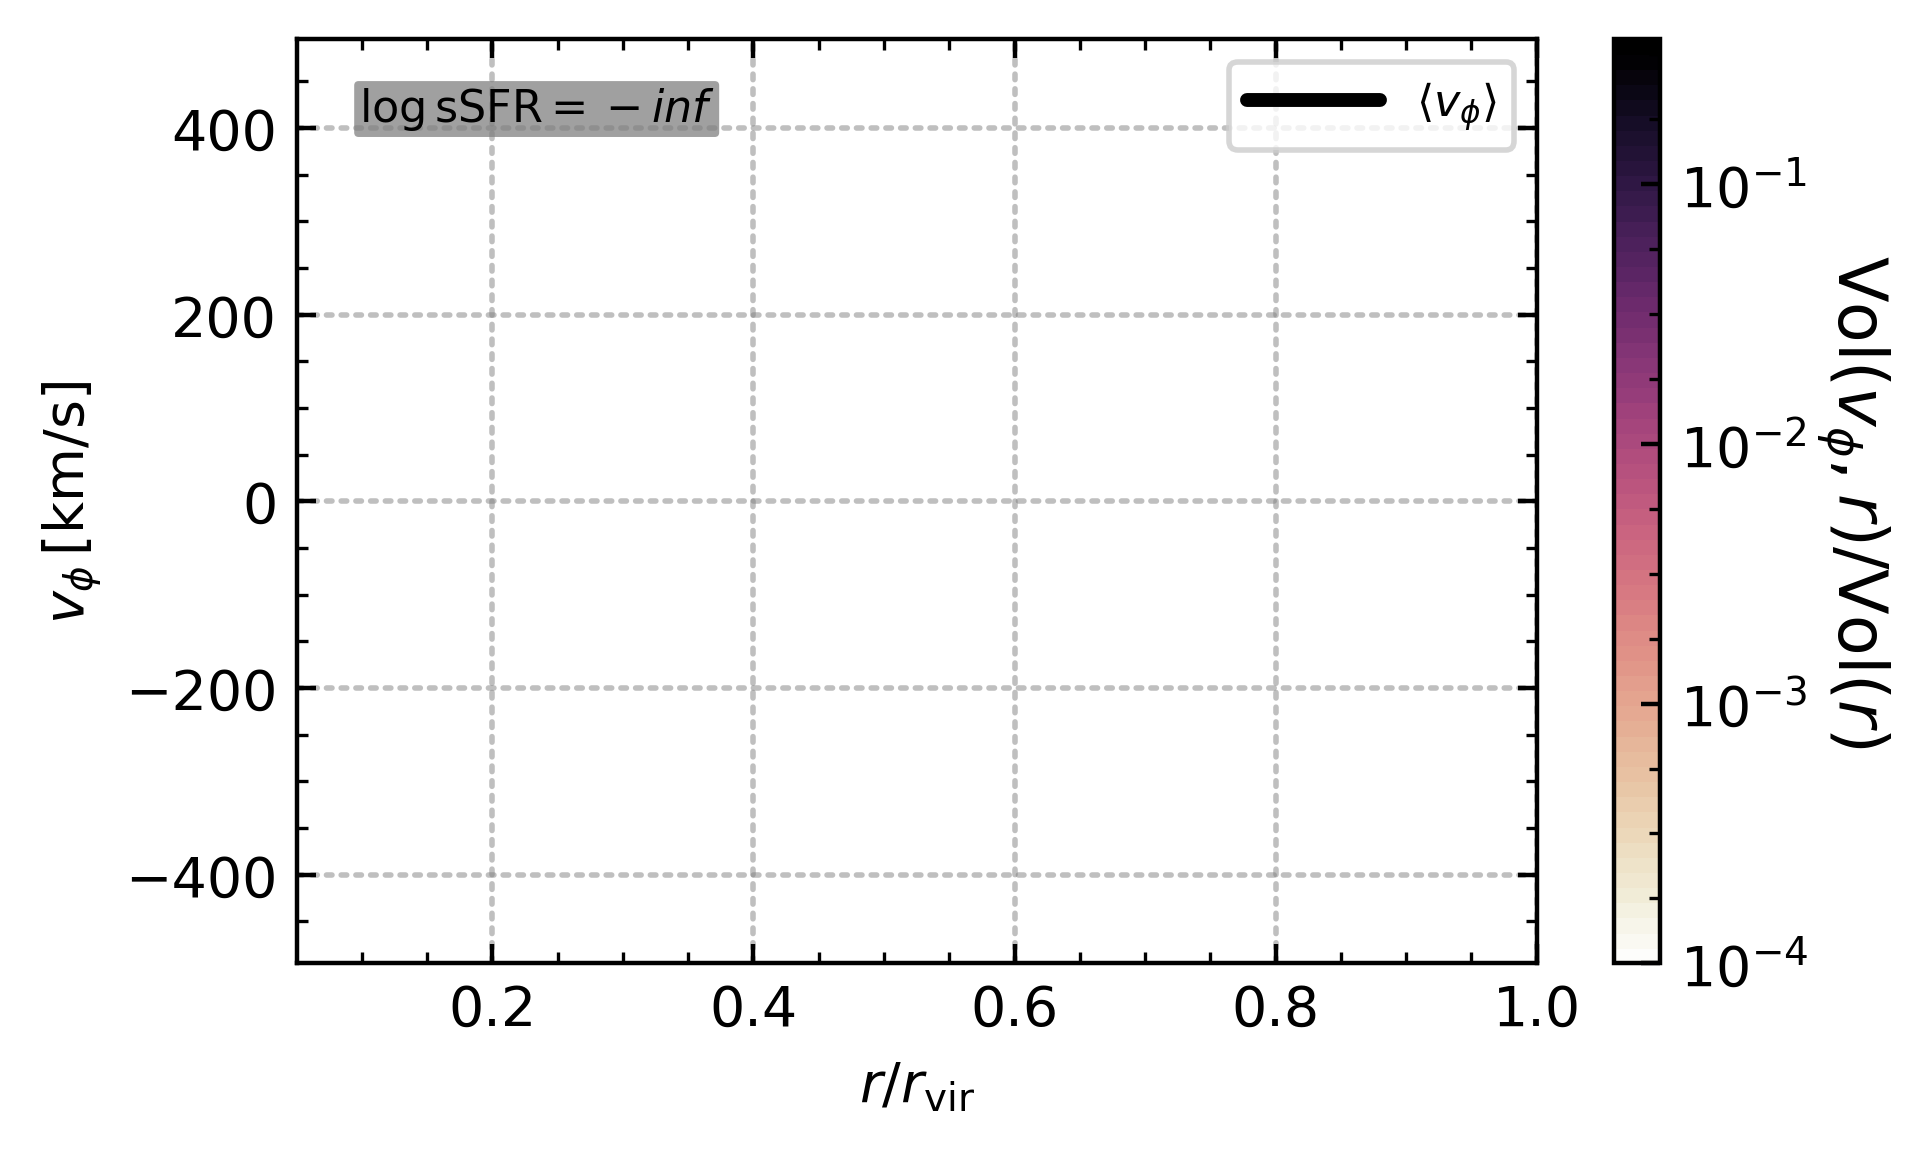 log sSFR = −inf
⟨v_ϕ⟩
400
200
0
−200
−400
v_ϕ [km/s]
0.2 0.4 0.6 0.8 1.0
r/r_vir
10^−1
10^−2
10^−3
10^−4
Vol(v_ϕ, r)/Vol(r)